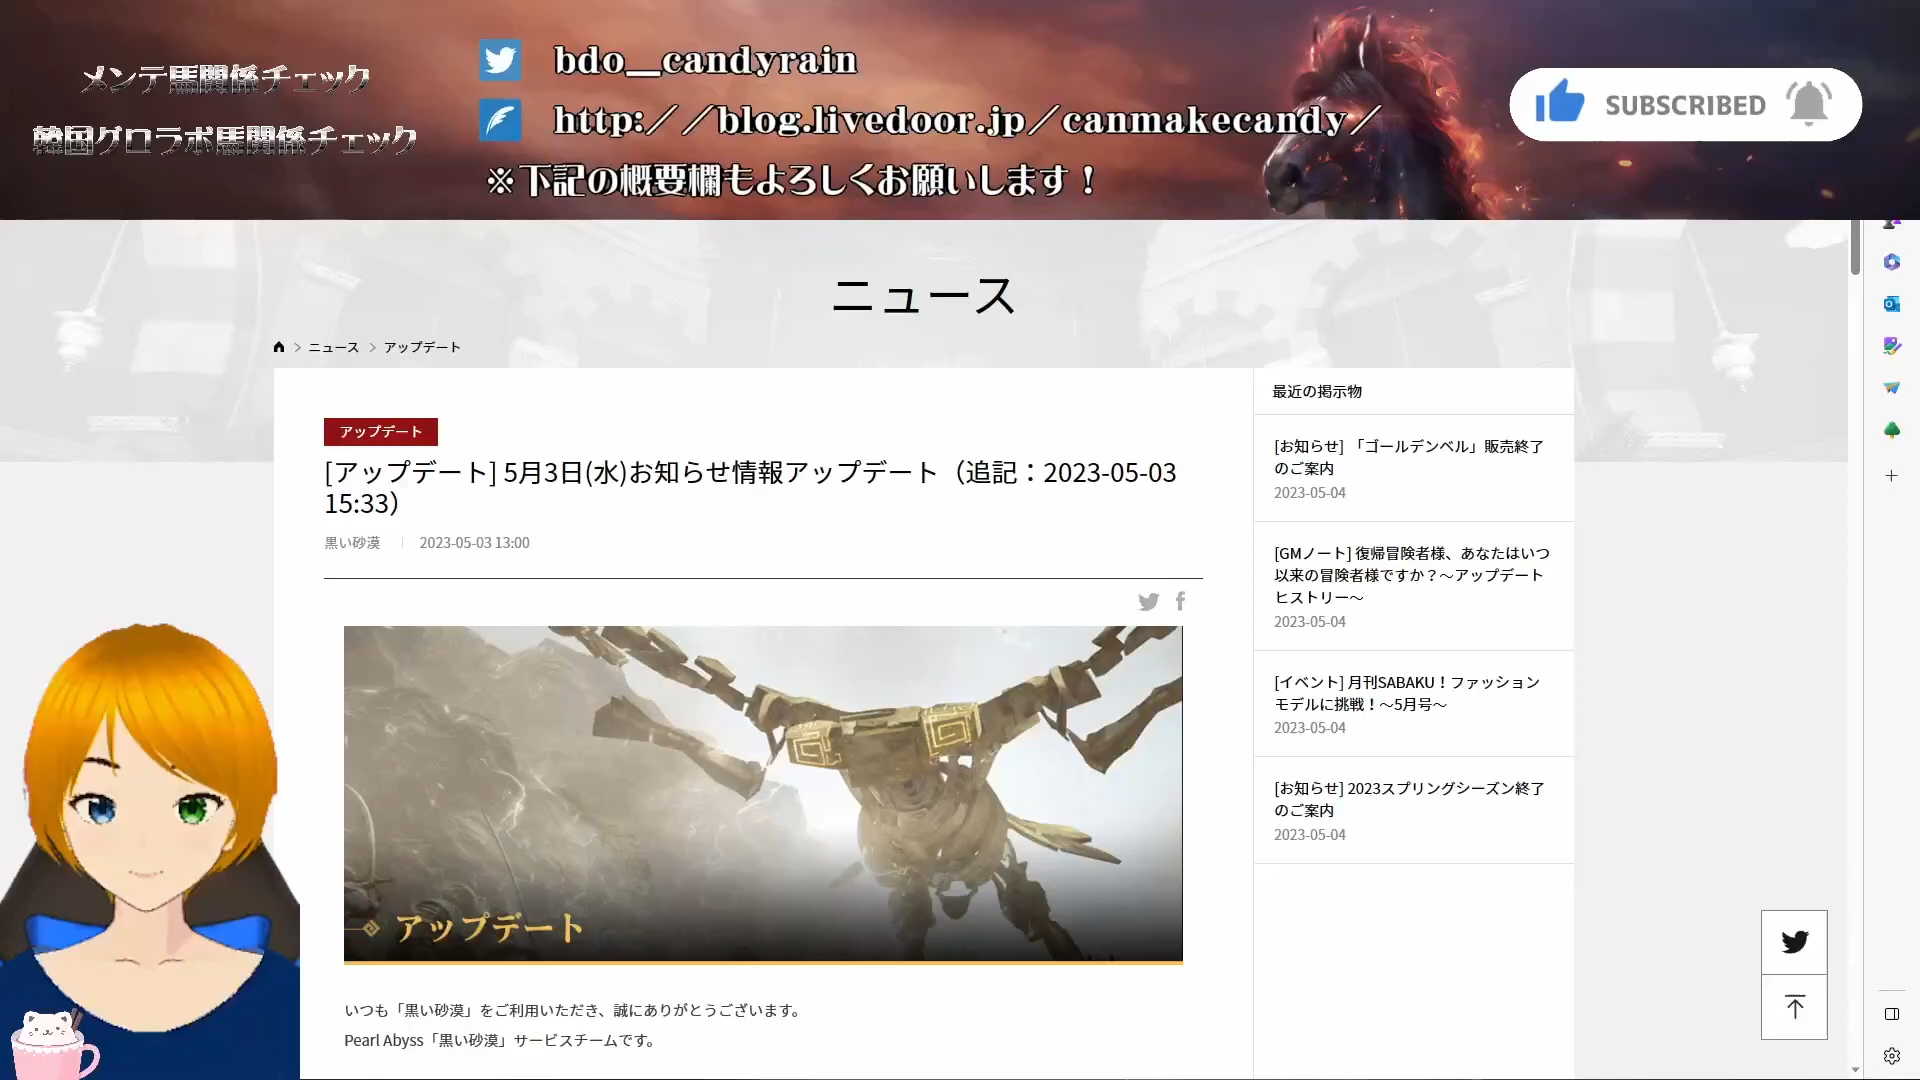 メンテ馬関係チェック
韓国グロラボ馬関係チェック
bdo__candyrain
http://blog.livedoor.jp/canmakecandy/
※下記の概要欄もよろしくお願いします！
SUBSCRIBED
ニュース
ニュース > アップデート
アップデート
[アップデート] 5月3日(水)お知らせ情報アップデート（追記：2023-05-03
15:33）
黒い砂漠 2023-05-03 13:00
アップデート
いつも「黒い砂漠」をご利用いただき、誠にありがとうございます。
Pearl Abyss「黒い砂漠」サービスチームです。
最近の掲示物
[お知らせ] 「ゴールデンベル」販売終了
のご案内
2023-05-04
[GMノート] 復帰冒険者様、あなたはいつ
以来の冒険者様ですか？～アップデート
ヒストリー～
2023-05-04
[イベント] 月刊SABAKU！ファッション
モデルに挑戦！～5月号～
2023-05-04
[お知らせ] 2023スプリングシーズン終了
のご案内
2023-05-04